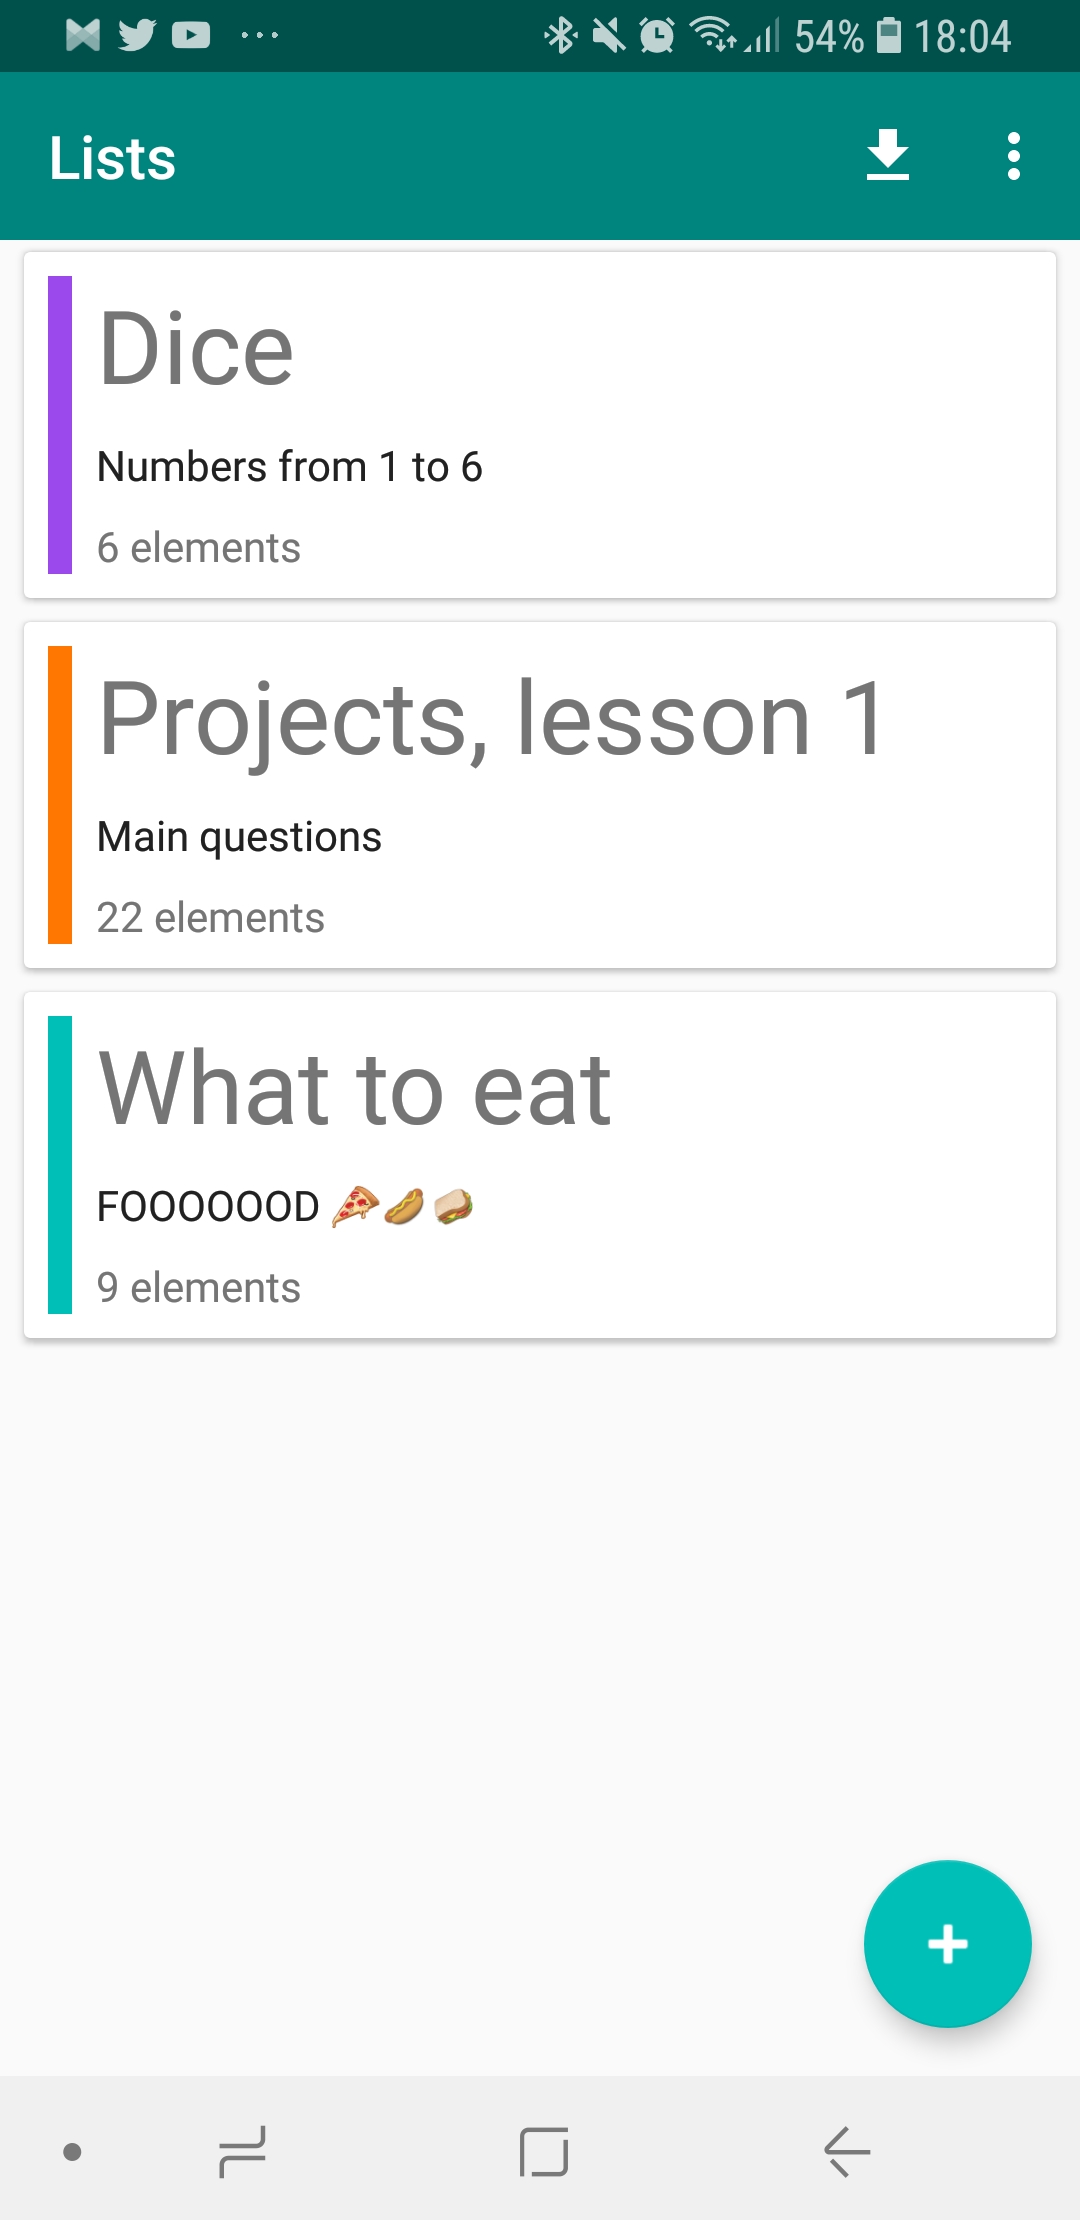 54% 18:04
Lists
Dice
Numbers from 1 to 6
6 elements
Projects, lesson 1
Main questions
22 elements
What to eat
FOOOOOOD 🍕🌭🥪
9 elements